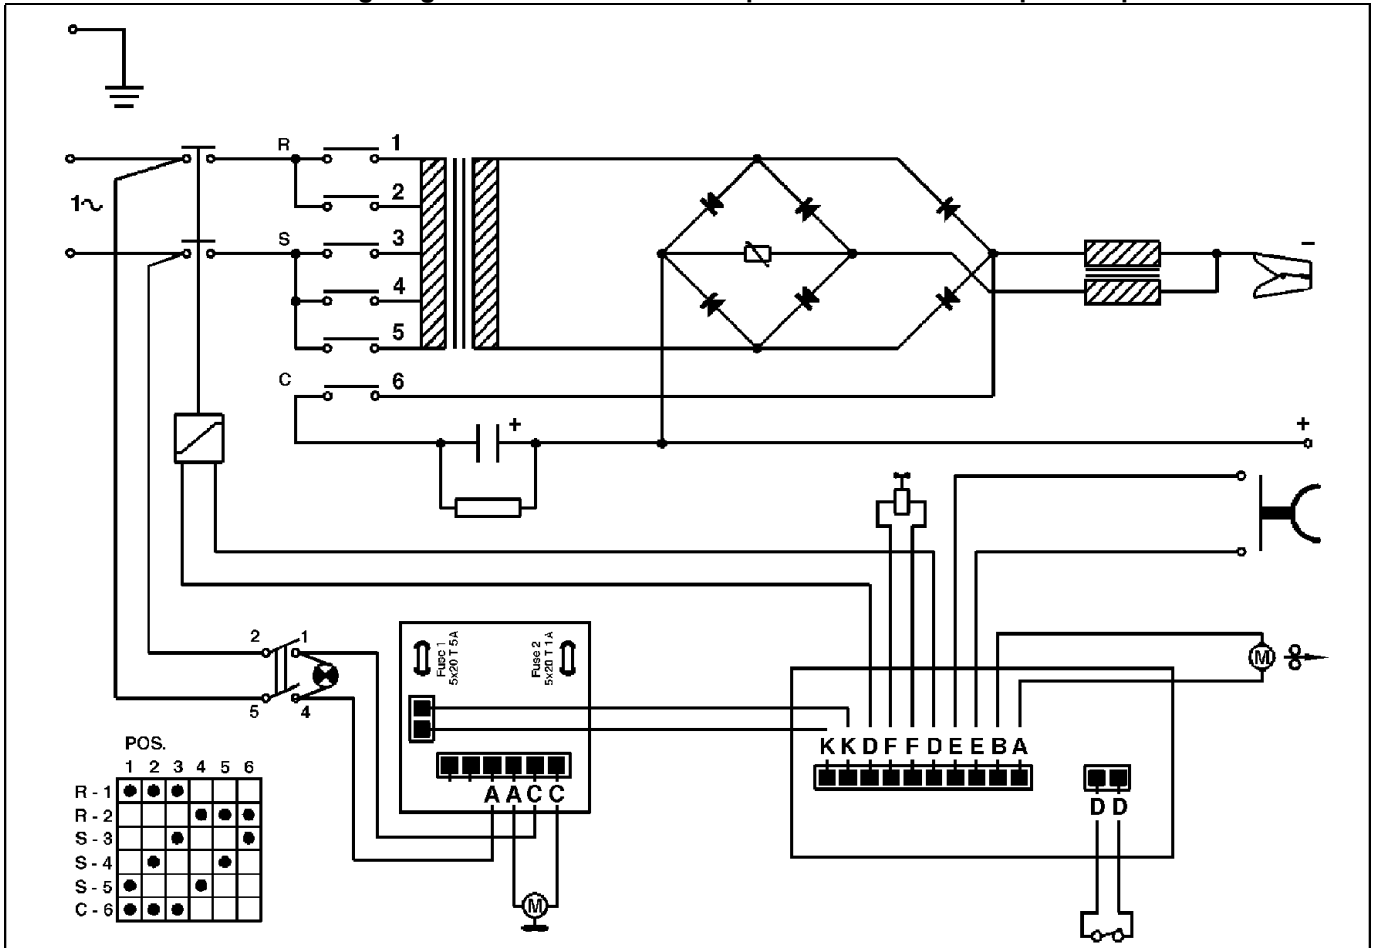 R
1
1~
2
S
3
4
5
C
6
–
+
+
2
1
5
4
Fuse 1
5x20 T 5A
Fuse 2
5x20 T 1A
M
K K D F F D E E B A
A A C C
D D
M
POS.
1 2 3 4 5 6
R - 1
R - 2
S - 3
S - 4
S - 5
C - 6